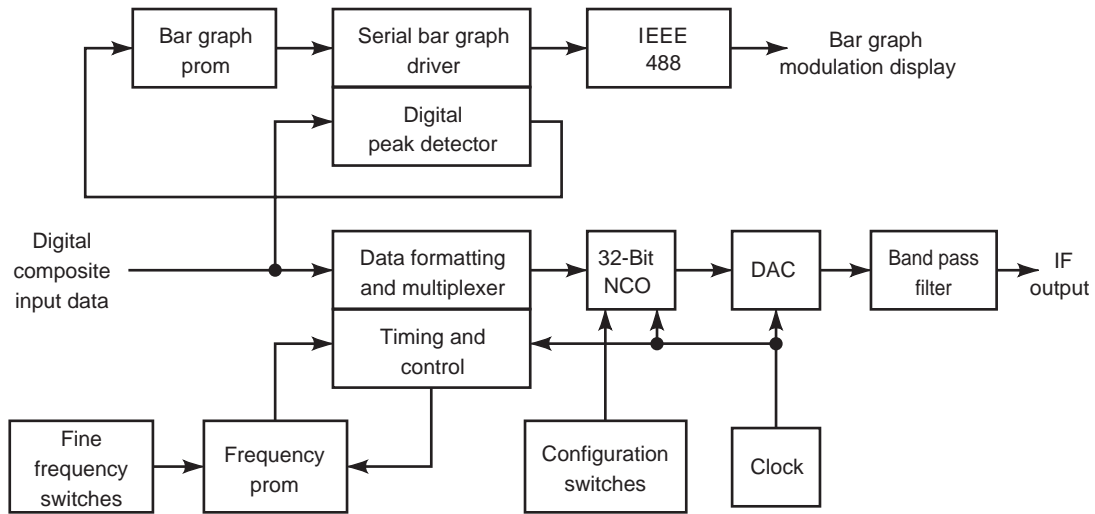 Bar graph
prom
Serial bar graph
driver
IEEE
488
Bar graph
modulation display
Digital
peak detector
Digital
composite
input data
Data formatting
and multiplexer
32-Bit
NCO
DAC
Band pass
filter
IF
output
Timing and
control
Fine
frequency
switches
Frequency
prom
Configuration
switches
Clock